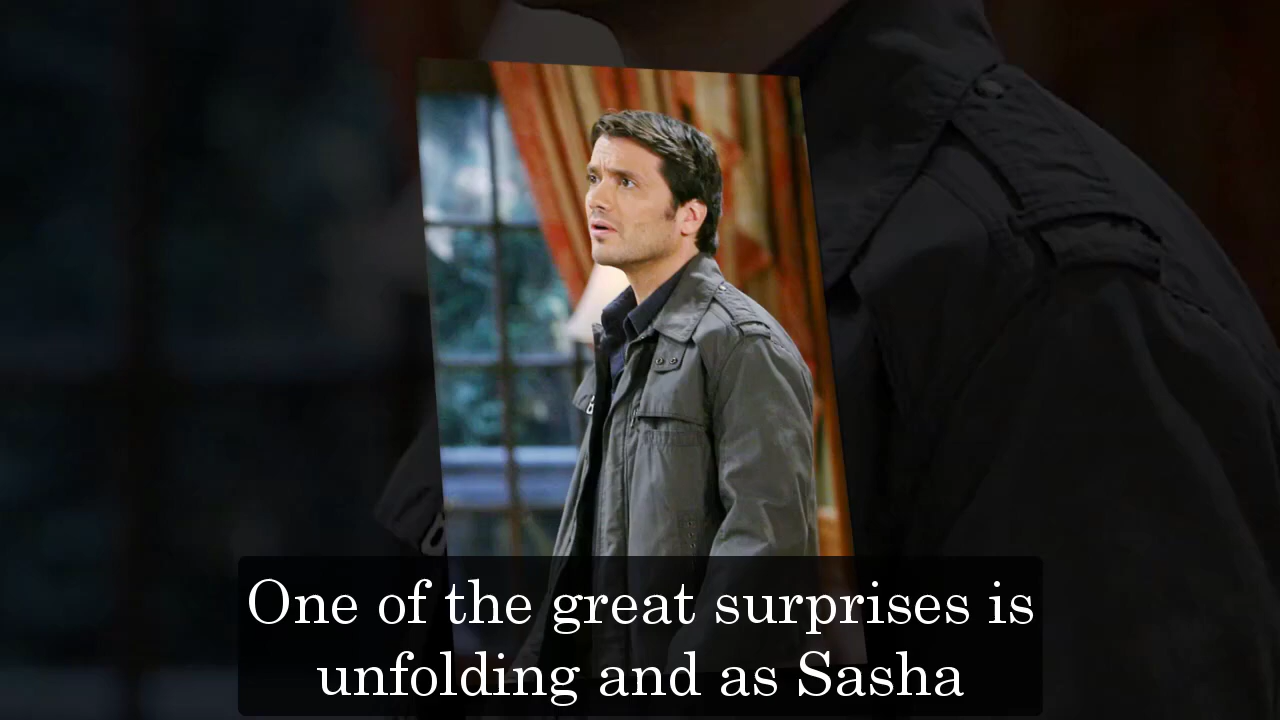 One of the great surprises is
unfolding and as Sasha